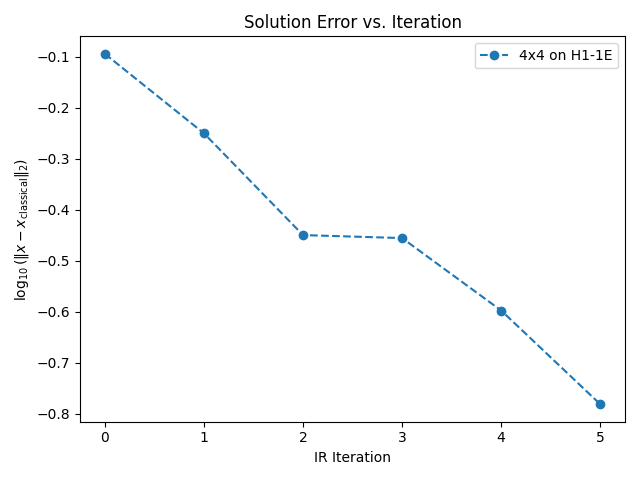 Solution Error vs. Iteration
4x4 on H1-1E
log₁₀ (‖x − x_classical‖₂)
−0.1
−0.2
−0.3
−0.4
−0.5
−0.6
−0.7
−0.8
0 1 2 3 4 5
IR Iteration